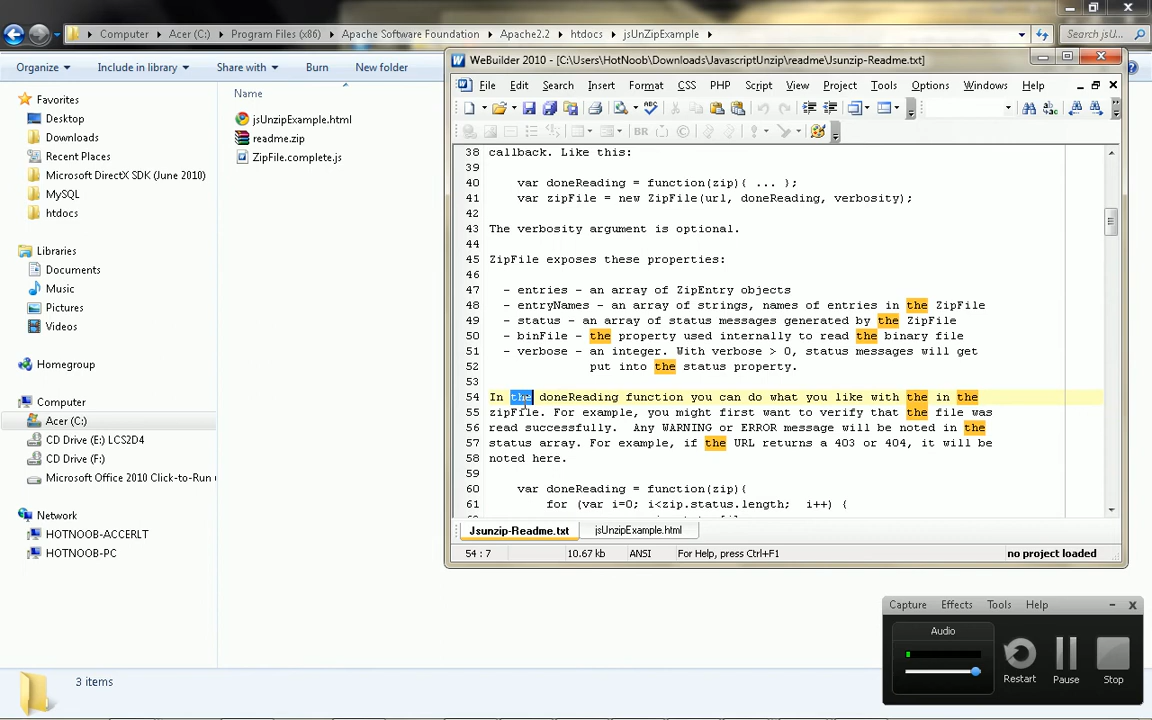 Computer ▸ Acer (C:) ▸ Program Files (x86) ▸ Apache Software Foundation ▸ Apache2.2 ▸ htdocs ▸ jsUnZipExample ▸
Search jsU...
Organize ▾ Include in library ▾ Share with ▾ Burn New folder
Favorites
Desktop
Downloads
Recent Places
Microsoft DirectX SDK (June 2010)
MySQL
htdocs
Libraries
Documents
Music
Pictures
Videos
Homegroup
Computer
Acer (C:)
CD Drive (E:) LCS2D4
CD Drive (F:)
Microsoft Office 2010 Click-to-Run
Network
HOTNOOB-ACCERLT
HOTNOOB-PC
Name
jsUnzipExample.html
readme.zip
ZipFile.complete.js
3 items
WeBuilder 2010 - [C:\Users\HotNoob\Downloads\JavascriptUnzip\readme\Jsunzip-Readme.txt]
File Edit Search Insert Format CSS PHP Script View Project Tools Options Windows Help
38 callback. Like this:
39
40 var doneReading = function(zip){ ... };
41 var zipFile = new ZipFile(url, doneReading, verbosity);
42
43 The verbosity argument is optional.
44
45 ZipFile exposes these properties:
46
47 - entries - an array of ZipEntry objects
48 - entryNames - an array of strings, names of entries in the ZipFile
49 - status - an array of status messages generated by the ZipFile
50 - binFile - the property used internally to read the binary file
51 - verbose - an integer. With verbose > 0, status messages will get
52 put into the status property.
53
54 In the doneReading function you can do what you like with the in the
55 zipFile. For example, you might first want to verify that the file was
56 read successfully. Any WARNING or ERROR message will be noted in the
57 status array. For example, if the URL returns a 403 or 404, it will be
58 noted here.
59
60 var doneReading = function(zip){
61 for (var i=0; i<zip.status.length; i++) {
Jsunzip-Readme.txt jsUnzipExample.html
54 : 7 10.67 kb ANSI For Help, press Ctrl+F1 no project loaded
Capture Effects Tools Help
Audio
Restart Pause Stop